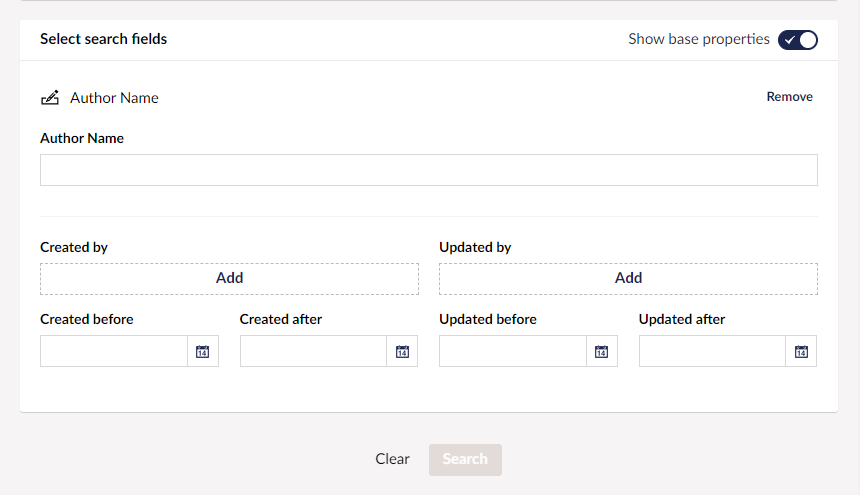 Select search fields
Show base properties
Author Name
Remove
Author Name
Created by
Updated by
Add
Add
Created before
Created after
Updated before
Updated after
14
14
14
14
Clear
Search